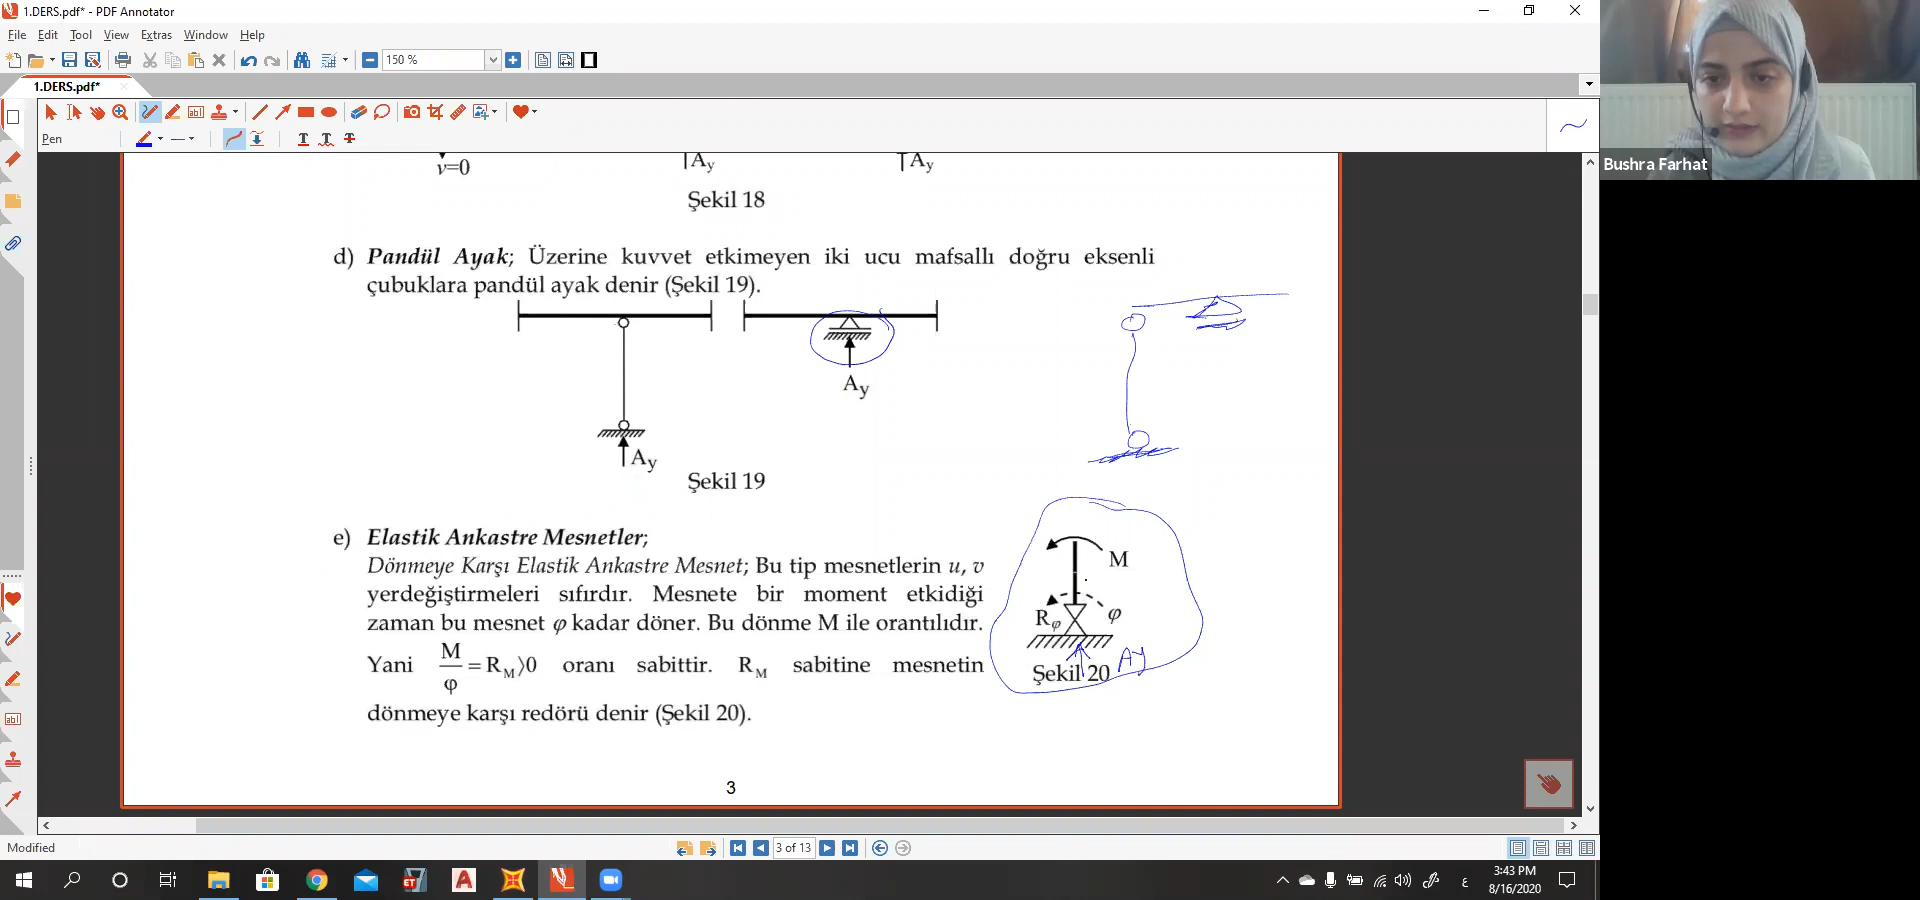 1.DERS.pdf* - PDF Annotator
File Edit Tool View Extras Window Help
150 %
1.DERS.pdf*
Pen
v=0
Ay
Ay
Şekil 18
d) Pandül Ayak; Üzerine kuvvet etkimeyen iki ucu mafsallı doğru eksenli
çubuklara pandül ayak denir (Şekil 19).
Ay
Ay
Şekil 19
e) Elastik Ankastre Mesnetler;
Dönmeye Karşı Elastik Ankastre Mesnet; Bu tip mesnetlerin u, v
yerdeğiştirmeleri sıfırdır. Mesnete bir moment etkidiği
zaman bu mesnet φ kadar döner. Bu dönme M ile orantılıdır.
Yani M/φ = RM⟩0 oranı sabittir. RM sabitine mesnetin
dönmeye karşı redörü denir (Şekil 20).
M
Rφ
φ
Şekil 20
Ay
3
Bushra Farhat
Modified
3 of 13
3:43 PM
8/16/2020
ع